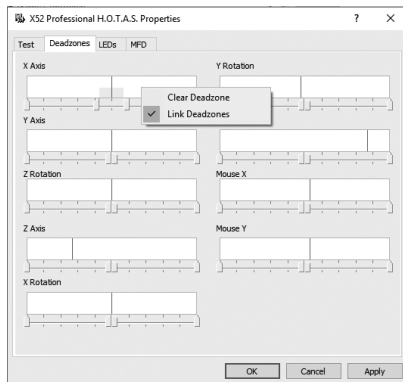 X52 Professional H.O.T.A.S. Properties
Test Deadzones LEDs MFD
X Axis
Y Rotation
Clear Deadzone
Link Deadzones
Y Axis
Z Rotation
Mouse X
Z Axis
Mouse Y
X Rotation
OK Cancel Apply